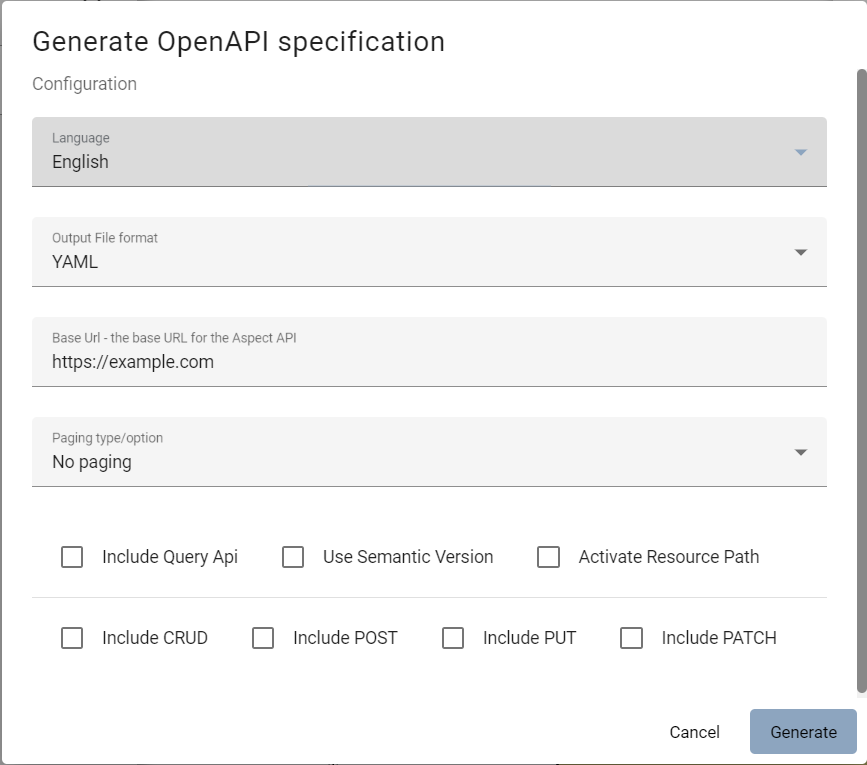 Generate OpenAPI specification
Configuration
Language
English
Output File format
YAML
Base Url - the base URL for the Aspect API
https://example.com
Paging type/option
No paging
Include Query Api Use Semantic Version Activate Resource Path
Include CRUD Include POST Include PUT Include PATCH
Cancel Generate